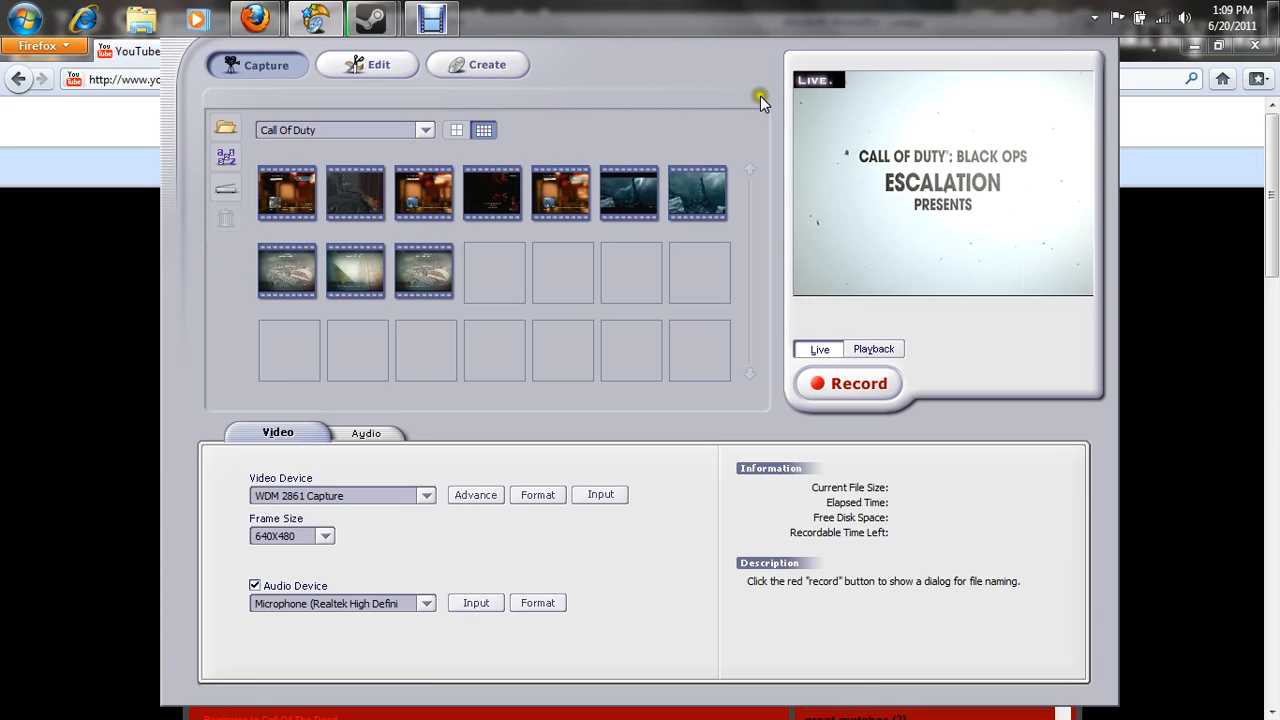 1:09 PM
6/20/2011
Firefox
YouTube
http://www.yo
Capture
Edit
Create
Call Of Duty
LIVE.
CALL OF DUTY®: BLACK OPS
ESCALATION
PRESENTS
Live
Playback
Record
Video
Audio
Video Device
WDM 2861 Capture
Advance
Format
Input
Frame Size
640X480
Audio Device
Microphone (Realtek High Defini
Input
Format
Information
Current File Size:
Elapsed Time:
Free Disk Space:
Recordable Time Left:
Description
Click the red "record" button to show a dialog for file naming.